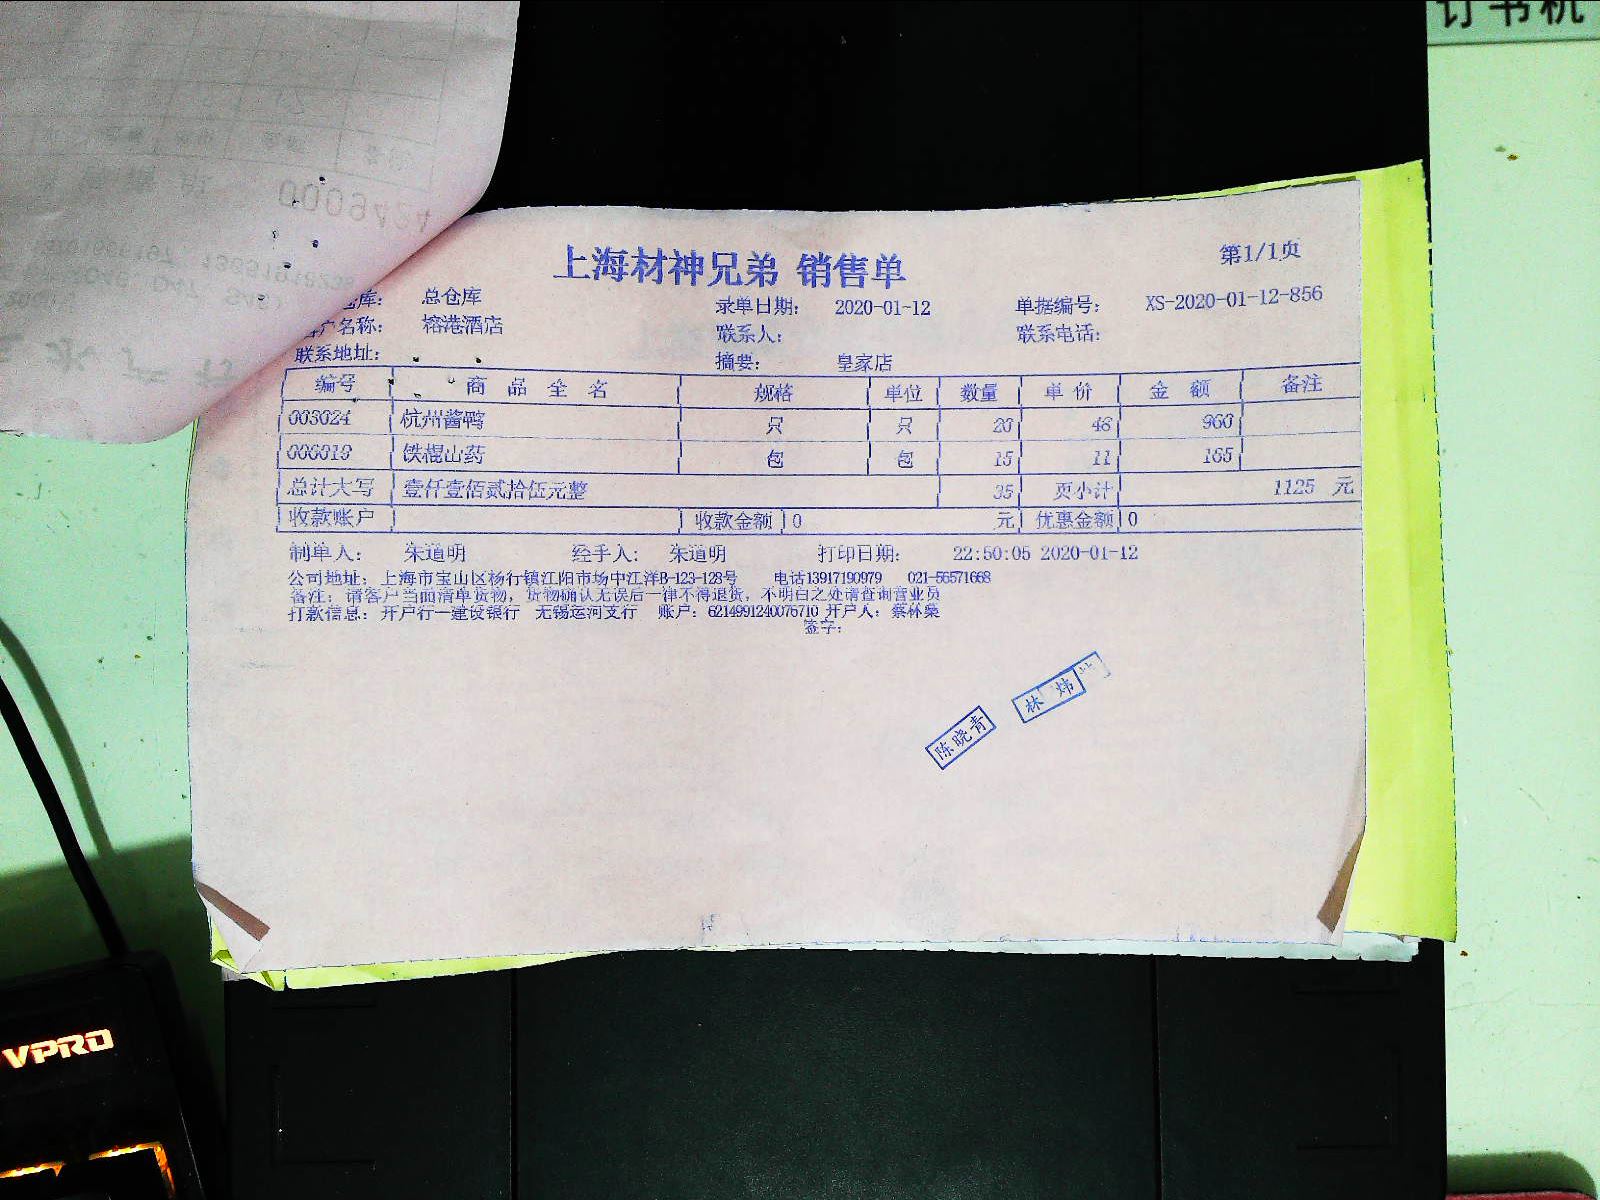 订书机
上海材神兄弟 销售单
第1/1页
库: 总仓库 录单日期: 2020-01-12 单据编号: XS-2020-01-12-856
户名称: 榕港酒店 联系人: 联系电话:
联系地址: 摘要: 皇家店
编号 商品全名 规格 单位 数量 单价 金额 备注
003024 杭州酱鸭 只 只 20 48 960
006019 铁棍山药 包 包 15 11 165
总计大写 壹仟壹佰贰拾伍元整 35 页小计 1125 元
收款账户 收款金额 0 元 优惠金额 0
制单人: 朱道明 经手人: 朱道明 打印日期: 22:50:05 2020-01-12
公司地址: 上海市宝山区杨行镇江阳市场中江洋B-123-128号 电话13917190979 021-56571668
备注: 请客户当面清单货物, 货物确认无误后一律不得退货, 不明白之处请查询营业员
打款信息: 开户行一建设银行 无锡运河支行 账户: 6214991240075710 开户人: 蔡林燊
签字:
林炜
陈晓青
VPRO